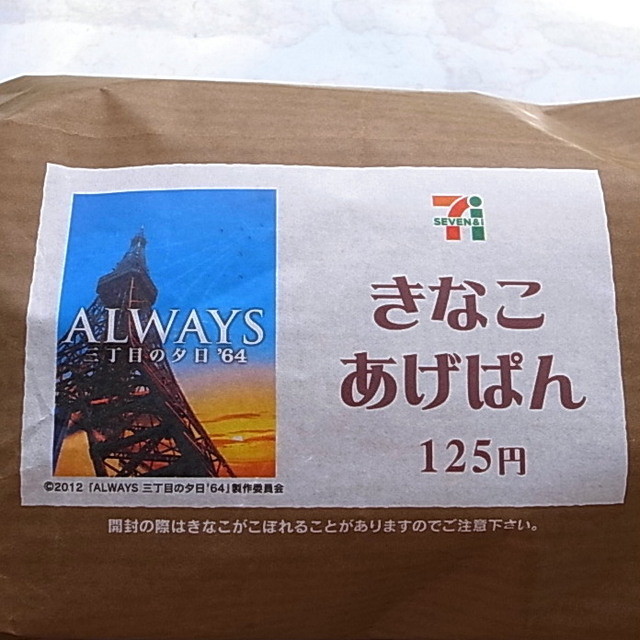 SEVEN&i
ALWAYS
三丁目の夕日'64
きなこ
あげぱん
125円
©2012「ALWAYS 三丁目の夕日'64」製作委員会
開封の際はきなこがこぼれることがありますのでご注意下さい。